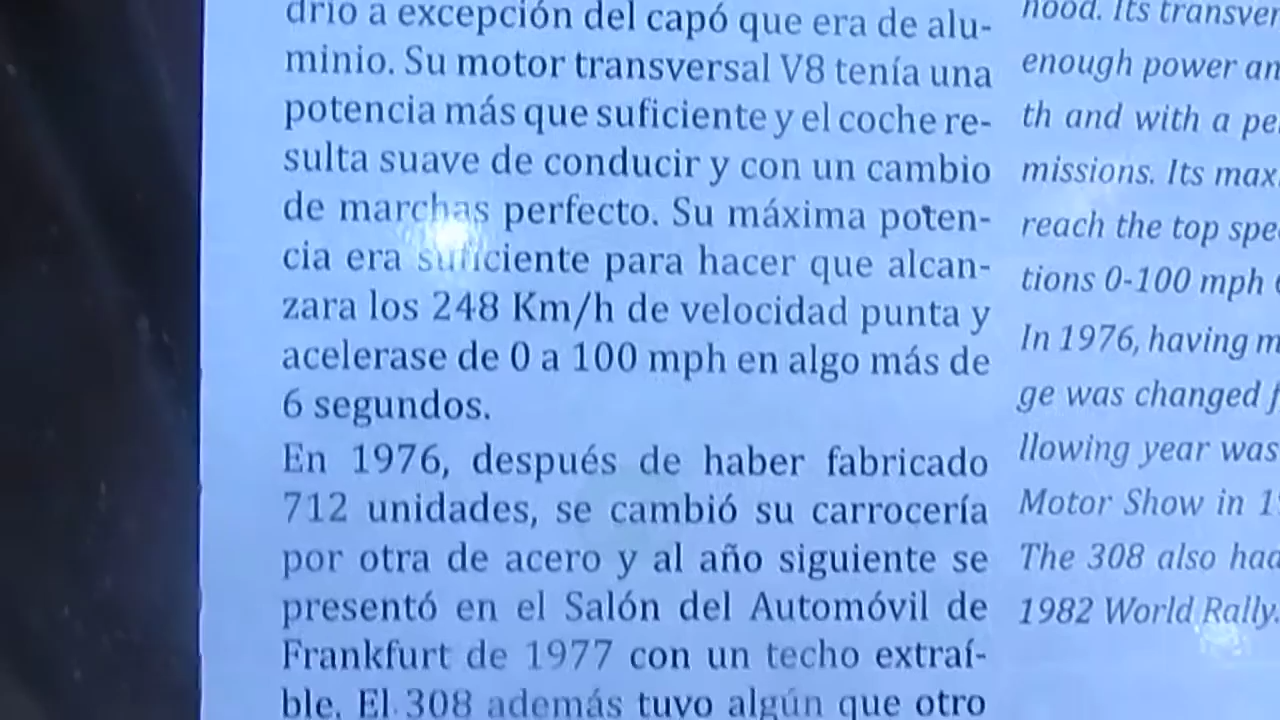 drio a excepción del capó que era de alu-
minio. Su motor transversal V8 tenía una
potencia más que suficiente y el coche re-
sulta suave de conducir y con un cambio
de marchas perfecto. Su máxima poten-
cia era suficiente para hacer que alcan-
zara los 248 Km/h de velocidad punta y
acelerase de 0 a 100 mph en algo más de
6 segundos.
En 1976, después de haber fabricado
712 unidades, se cambió su carrocería
por otra de acero y al año siguiente se
presentó en el Salón del Automóvil de
Frankfurt de 1977 con un techo extraí-
ble. El 308 además tuvo algún que otro
hood. Its transver
enough power an
th and with a pe
missions. Its max
reach the top spe
tions 0-100 mph
In 1976, having m
ge was changed f
llowing year was
Motor Show in 1
The 308 also had
1982 World Rally.